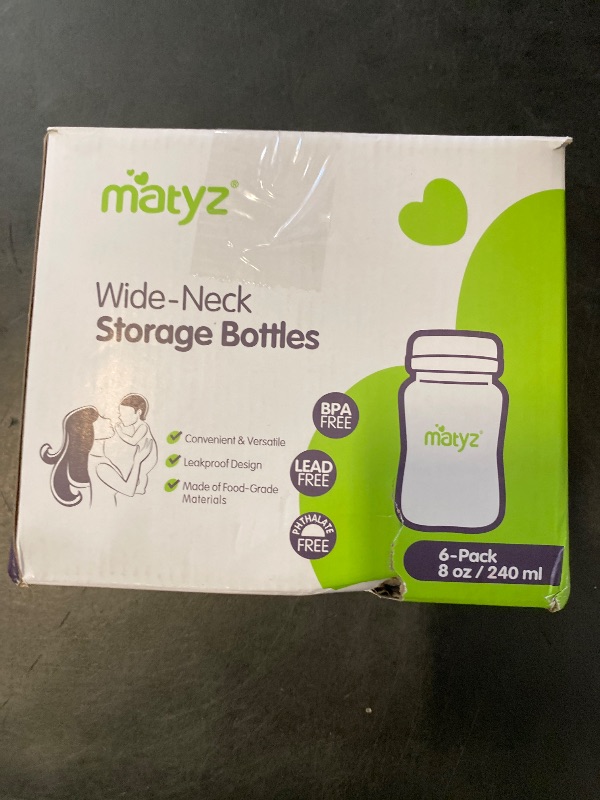 matyz®
Wide-Neck
Storage Bottles
Convenient & Versatile
Leakproof Design
Made of Food-Grade
Materials
BPA
FREE
LEAD
FREE
PHTHALATE
FREE
matyz®
6-Pack
8 oz / 240 ml